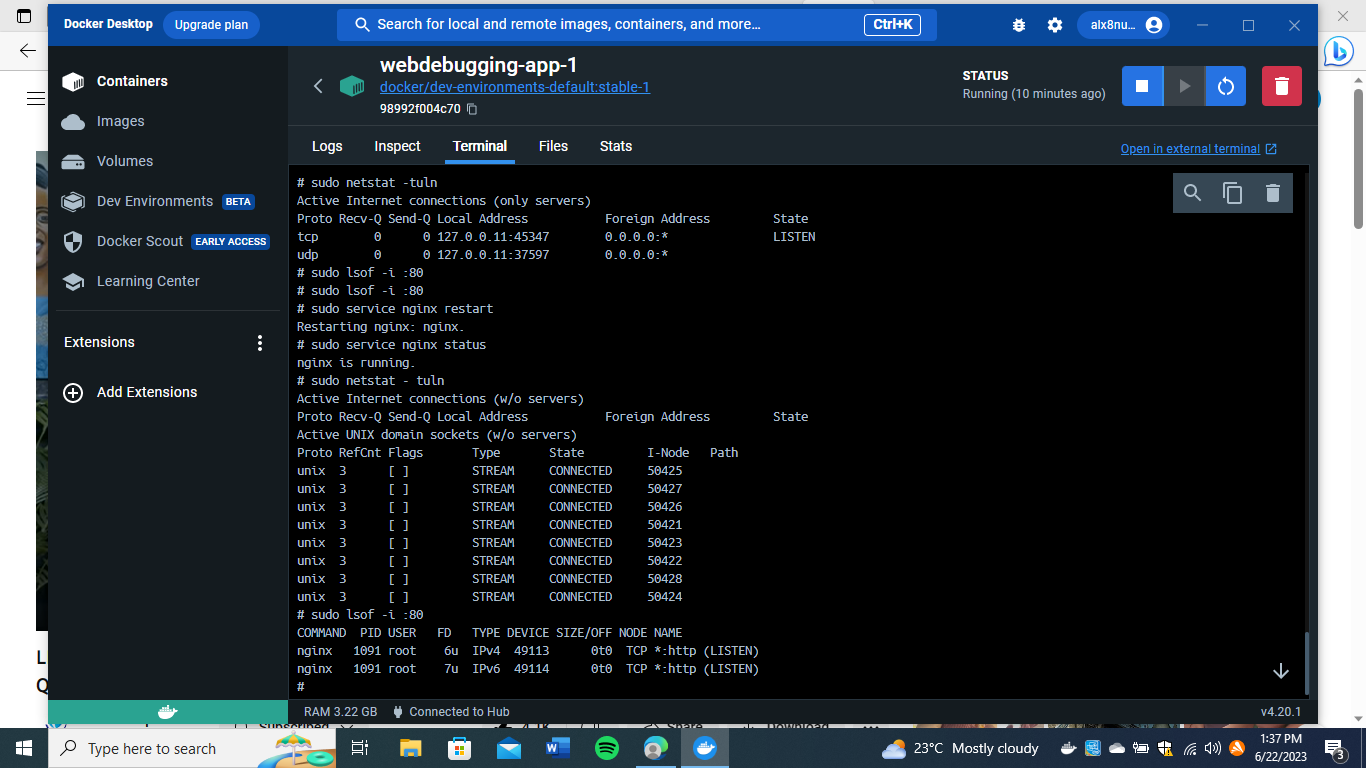 Docker Desktop
Upgrade plan
Search for local and remote images, containers, and more...
Ctrl+K
alx8nu...
Containers
Images
Volumes
Dev Environments BETA
Docker Scout EARLY ACCESS
Learning Center
Extensions
Add Extensions
webdebugging-app-1
docker/dev-environments-default:stable-1
98992f004c70
STATUS
Running (10 minutes ago)
Logs Inspect Terminal Files Stats
Open in external terminal
# sudo netstat -tuln
Active Internet connections (only servers)
Proto Recv-Q Send-Q Local Address Foreign Address State
tcp 0 0 127.0.0.11:45347 0.0.0.0:* LISTEN
udp 0 0 127.0.0.11:37597 0.0.0.0:*
# sudo lsof -i :80
# sudo lsof -i :80
# sudo service nginx restart
Restarting nginx: nginx.
# sudo service nginx status
nginx is running.
# sudo netstat - tuln
Active Internet connections (w/o servers)
Proto Recv-Q Send-Q Local Address Foreign Address State
Active UNIX domain sockets (w/o servers)
Proto RefCnt Flags Type State I-Node Path
unix 3 [ ] STREAM CONNECTED 50425
unix 3 [ ] STREAM CONNECTED 50427
unix 3 [ ] STREAM CONNECTED 50426
unix 3 [ ] STREAM CONNECTED 50421
unix 3 [ ] STREAM CONNECTED 50423
unix 3 [ ] STREAM CONNECTED 50422
unix 3 [ ] STREAM CONNECTED 50428
unix 3 [ ] STREAM CONNECTED 50424
# sudo lsof -i :80
COMMAND PID USER FD TYPE DEVICE SIZE/OFF NODE NAME
nginx 1091 root 6u IPv4 49113 0t0 TCP *:http (LISTEN)
nginx 1091 root 7u IPv6 49114 0t0 TCP *:http (LISTEN)
#
RAM 3.22 GB Connected to Hub
v4.20.1
Type here to search
23°C Mostly cloudy
1:37 PM
6/22/2023
3